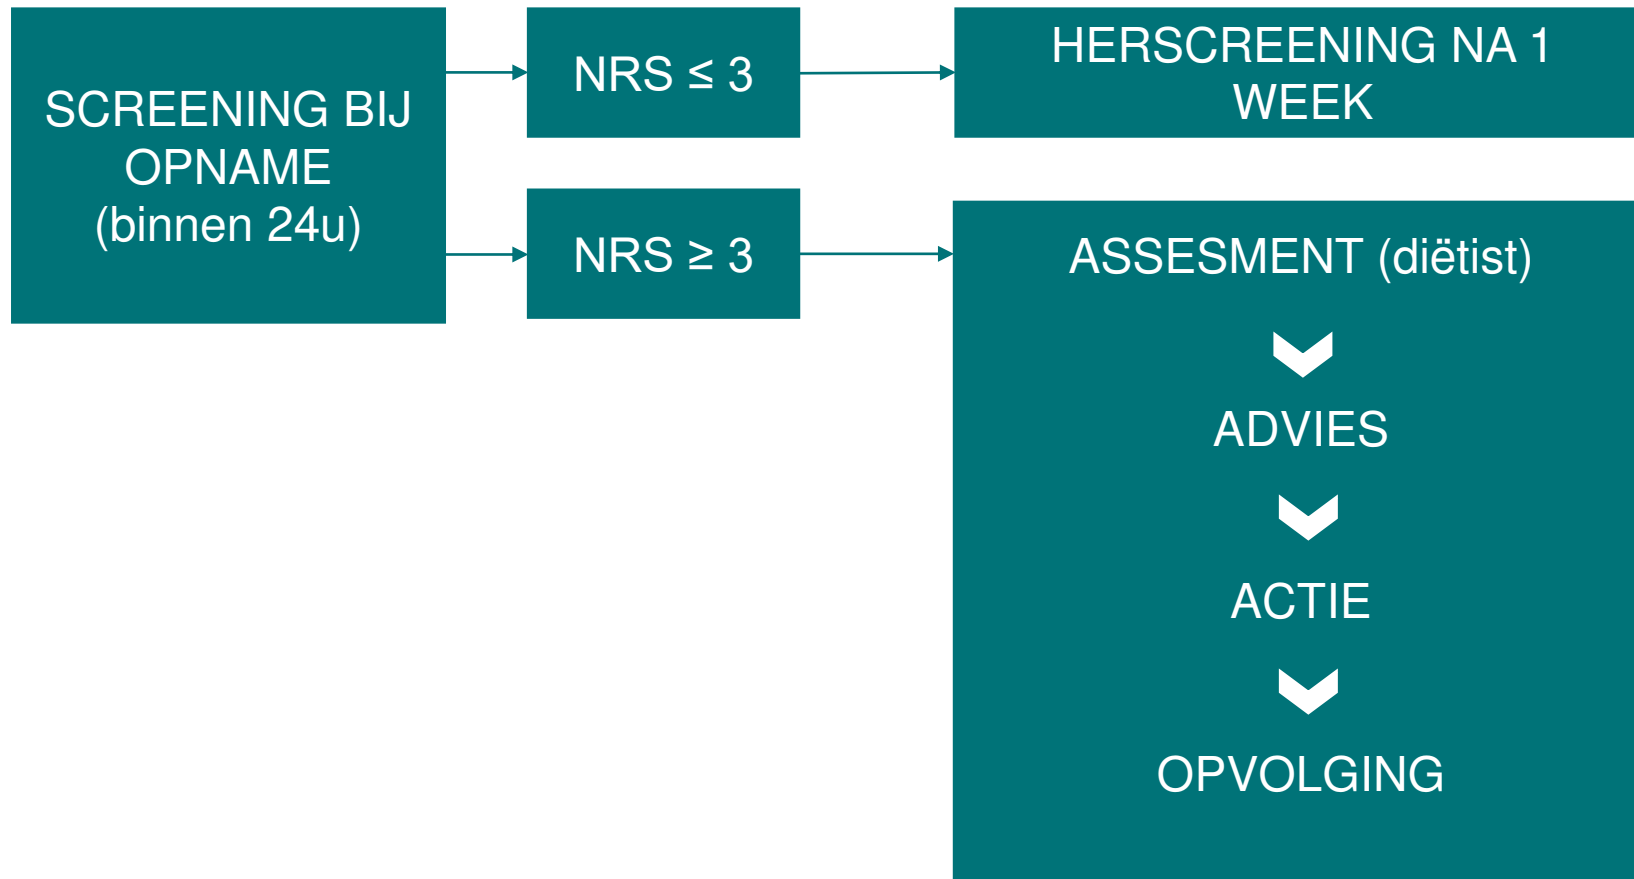 SCREENING BIJ
OPNAME
(binnen 24u)
NRS ≤ 3
HERSCREENING NA 1
WEEK
NRS ≥ 3
ASSESMENT (diëtist)
ADVIES
ACTIE
OPVOLGING